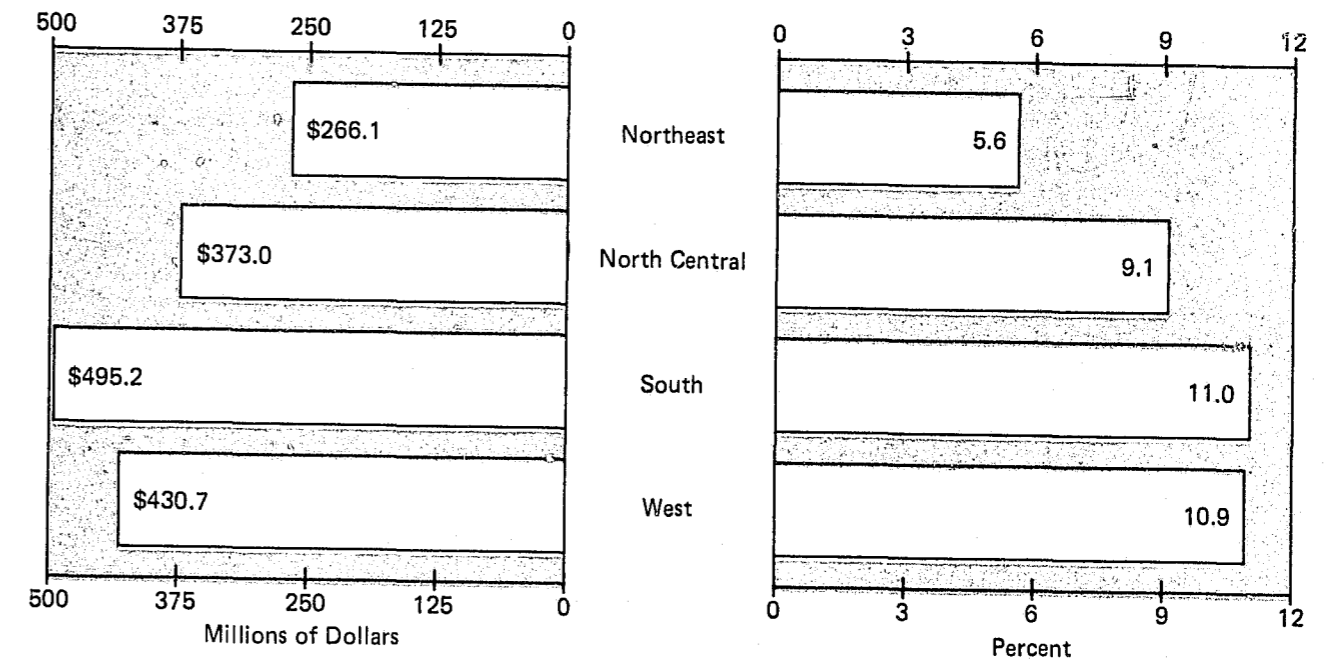 500 375 250 125 0
0 3 6 9 12
$266.1 Northeast 5.6
$373.0 North Central 9.1
$495.2 South 11.0
$430.7 West 10.9
500 375 250 125 0
0 3 6 9 12
Millions of Dollars
Percent